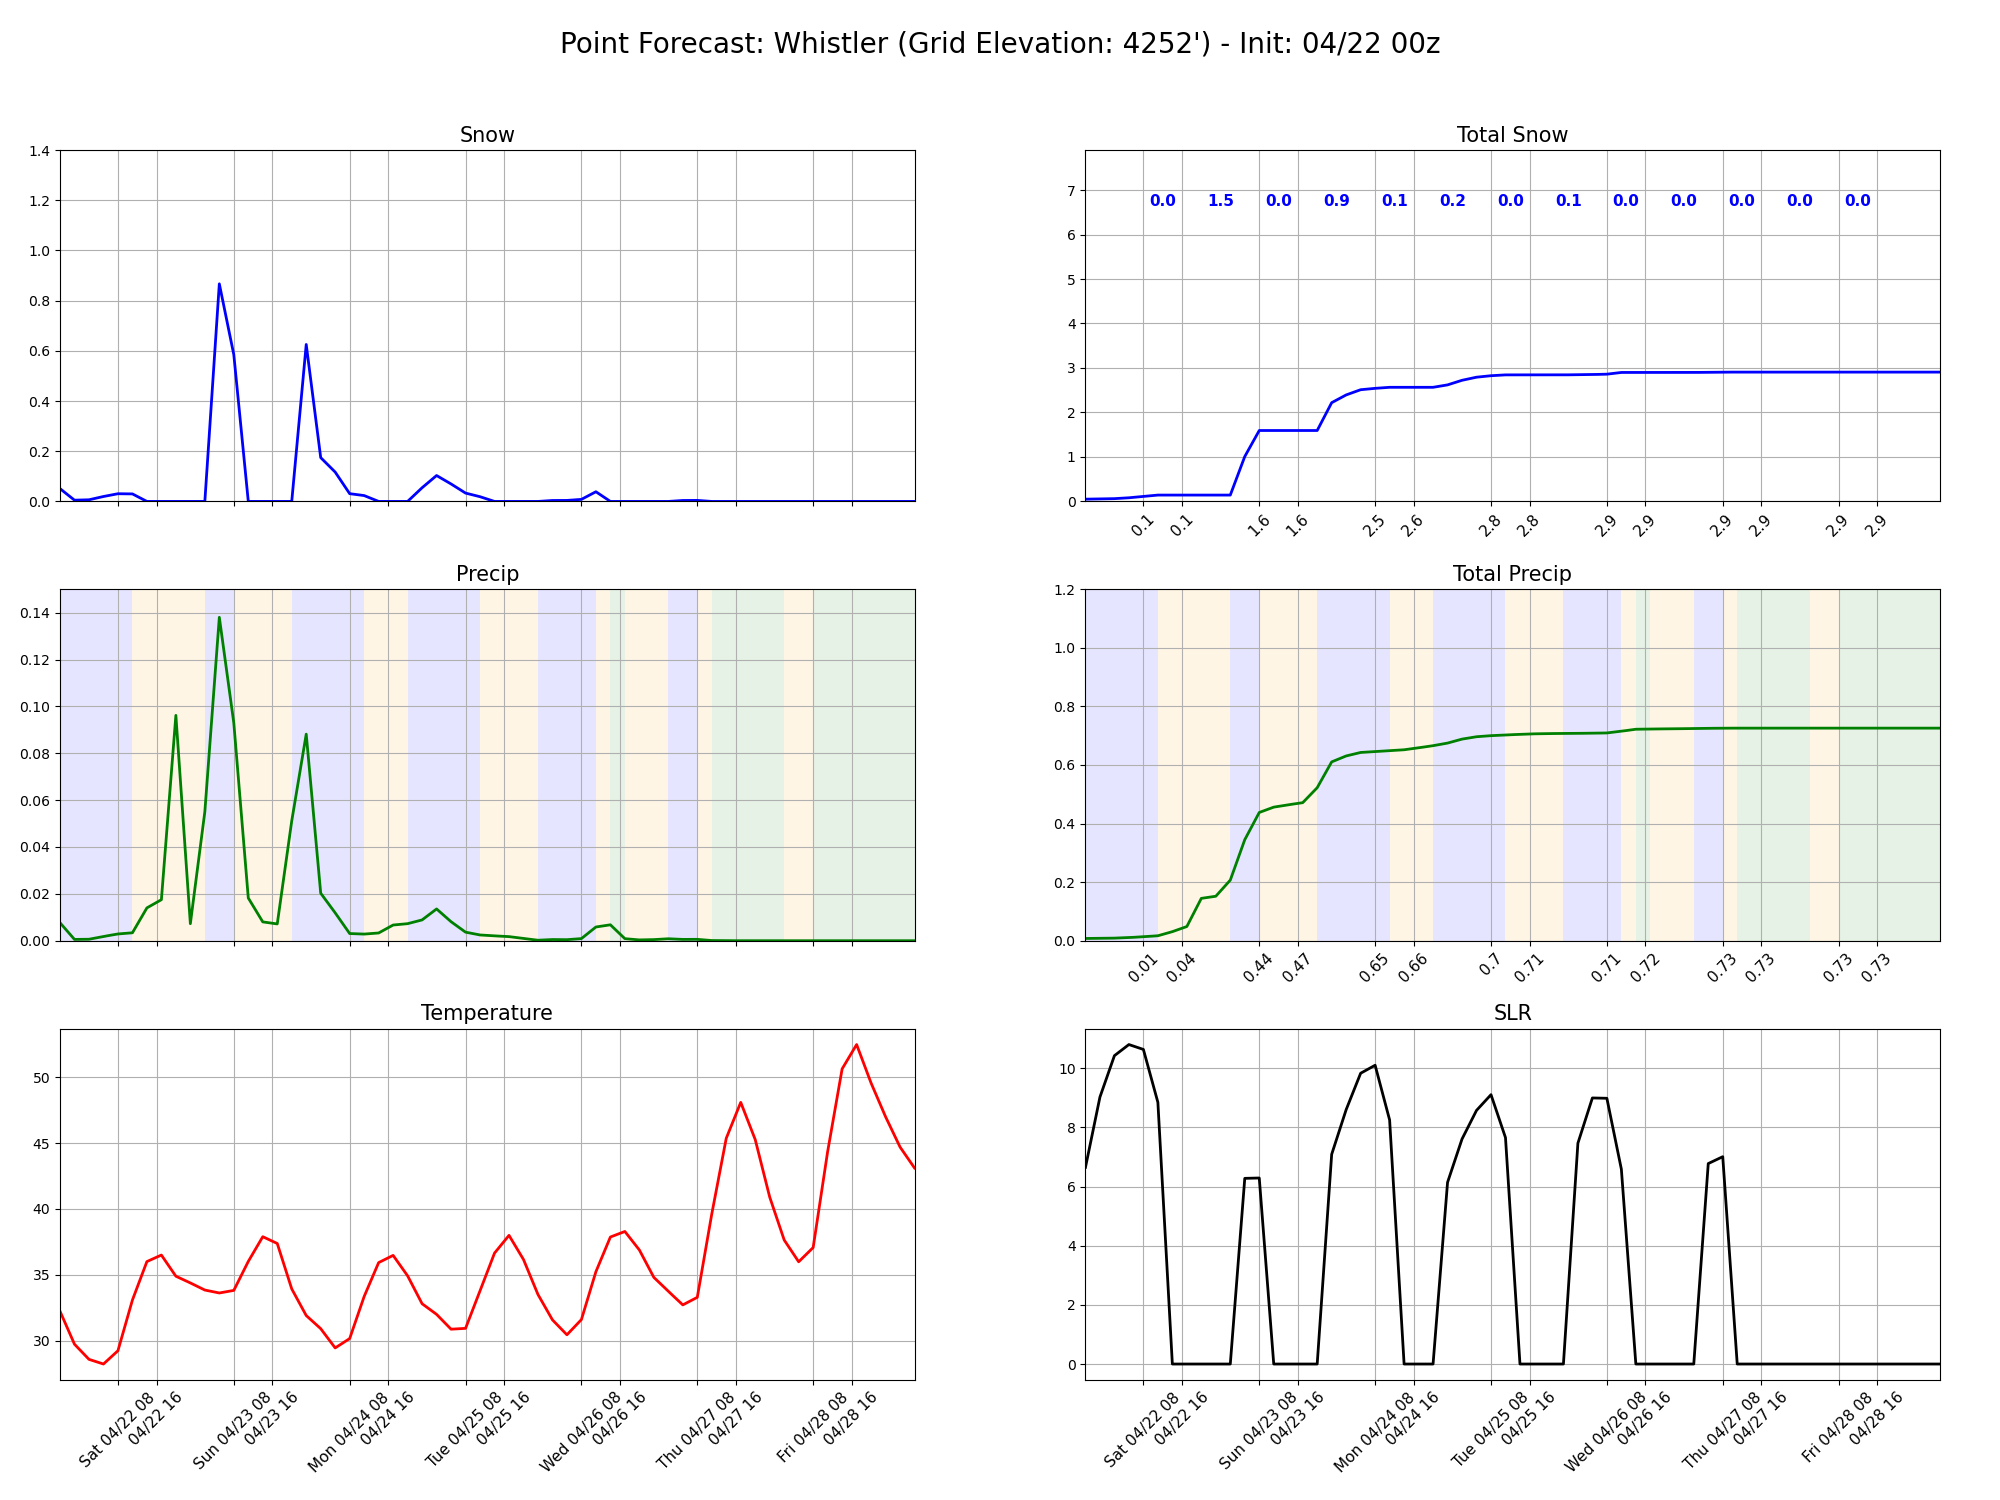 Point Forecast: Whistler (Grid Elevation: 4252') - Init: 04/22 00z
Snow
1.4
1.2
1.0
0.8
0.6
0.4
0.2
0.0
Total Snow
7
6
5
4
3
2
1
0
0.0 1.5 0.0 0.9 0.1 0.2 0.0 0.1 0.0 0.0 0.0 0.0 0.0
0.1 0.1 1.6 1.6 2.5 2.6 2.8 2.8 2.9 2.9 2.9 2.9 2.9 2.9
Precip
0.14
0.12
0.10
0.08
0.06
0.04
0.02
0.00
Total Precip
1.2
1.0
0.8
0.6
0.4
0.2
0.0
0.01 0.04 0.44 0.47 0.65 0.66 0.7 0.71 0.71 0.72 0.73 0.73 0.73 0.73
Temperature
50
45
40
35
30
Sat 04/22 08
04/22 16
Sun 04/23 08
04/23 16
Mon 04/24 08
04/24 16
Tue 04/25 08
04/25 16
Wed 04/26 08
04/26 16
Thu 04/27 08
04/27 16
Fri 04/28 08
04/28 16
SLR
10
8
6
4
2
0
Sat 04/22 08
04/22 16
Sun 04/23 08
04/23 16
Mon 04/24 08
04/24 16
Tue 04/25 08
04/25 16
Wed 04/26 08
04/26 16
Thu 04/27 08
04/27 16
Fri 04/28 08
04/28 16